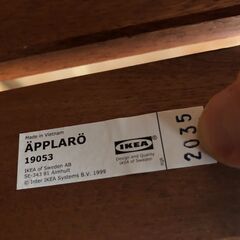 Made in Vietnam
ÄPPLARÖ
19053
IKEA of Sweden AB
SE-343 81 Älmhult
© Inter IKEA Systems B.V. 1999
IKEA
Design and Quality
IKEA of Sweden
2035